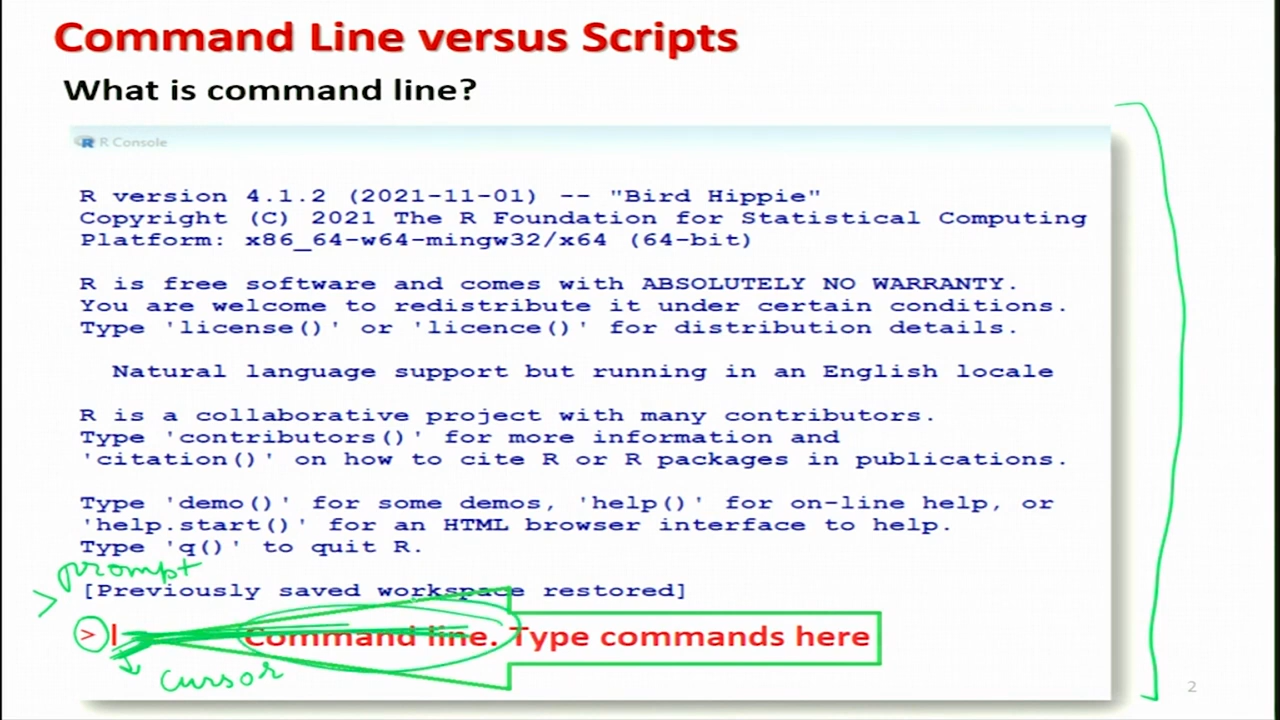 Command Line versus Scripts
What is command line?
R Console
R version 4.1.2 (2021-11-01) -- "Bird Hippie"
Copyright (C) 2021 The R Foundation for Statistical Computing
Platform: x86_64-w64-mingw32/x64 (64-bit)
R is free software and comes with ABSOLUTELY NO WARRANTY.
You are welcome to redistribute it under certain conditions.
Type 'license()' or 'licence()' for distribution details.
Natural language support but running in an English locale
R is a collaborative project with many contributors.
Type 'contributors()' for more information and
'citation()' on how to cite R or R packages in publications.
Type 'demo()' for some demos, 'help()' for on-line help, or
'help.start()' for an HTML browser interface to help.
Type 'q()' to quit R.
prompt
[Previously saved workspace restored]
>
> | Command line. Type commands here
cursor
2